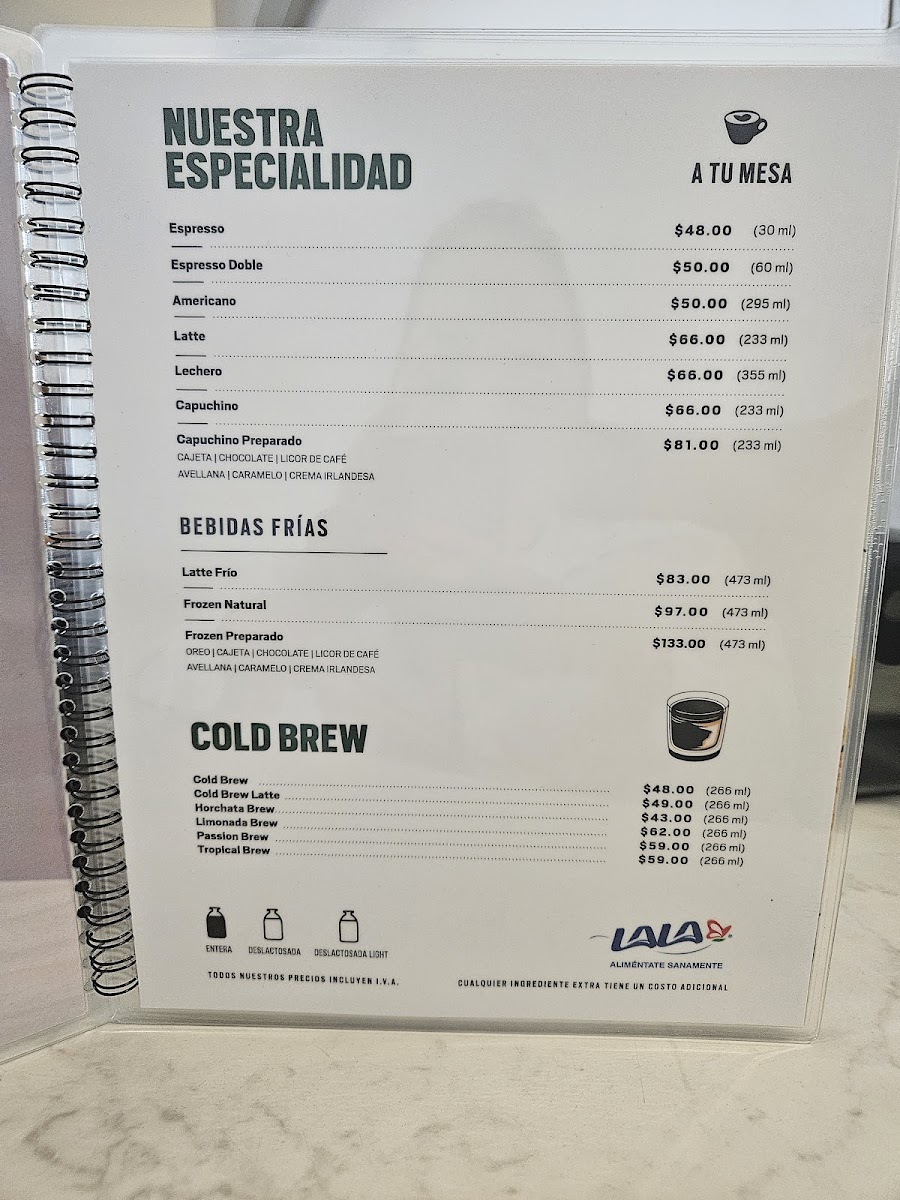 NUESTRA
ESPECIALIDAD
A TU MESA
Espresso $48.00 (30 ml)
Espresso Doble $50.00 (60 ml)
Americano $50.00 (295 ml)
Latte $66.00 (233 ml)
Lechero $66.00 (355 ml)
Capuchino $66.00 (233 ml)
Capuchino Preparado $81.00 (233 ml)
CAJETA | CHOCOLATE | LICOR DE CAFÉ
AVELLANA | CARAMELO | CREMA IRLANDESA
BEBIDAS FRÍAS
Latte Frío $83.00 (473 ml)
Frozen Natural $97.00 (473 ml)
Frozen Preparado $133.00 (473 ml)
OREO | CAJETA | CHOCOLATE | LICOR DE CAFÉ
AVELLANA | CARAMELO | CREMA IRLANDESA
COLD BREW
Cold Brew $48.00 (266 ml)
Cold Brew Latte $49.00 (266 ml)
Horchata Brew $43.00 (266 ml)
Limonada Brew $62.00 (266 ml)
Passion Brew $59.00 (266 ml)
Tropical Brew $59.00 (266 ml)
ENTERA DESLACTOSADA DESLACTOSADA LIGHT
LALA
ALIMÉNTATE SANAMENTE
TODOS NUESTROS PRECIOS INCLUYEN I.V.A.
CUALQUIER INGREDIENTE EXTRA TIENE UN COSTO ADICIONAL